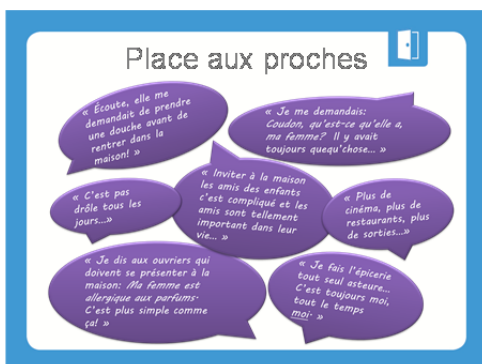 Place aux proches
« Écoute, elle me
demandait de prendre
une douche avant de
rentrer dans la
maison! »
« Je me demandais:
Coudon, qu'est-ce qu'elle a,
ma femme? Il y avait
toujours quequ'chose... »
« Inviter à la maison
les amis des enfants
c'est compliqué et les
amis sont tellement
important dans leur
vie... »
« C'est pas
drôle tous les
jours...»
« Plus de
cinéma, plus de
restaurants, plus
de sorties...»
« Je dis aux ouvriers qui
doivent se présenter à la
maison: Ma femme est
allergique aux parfums.
C'est plus simple comme
ça! »
« Je fais l'épicerie
tout seul asteure...
C'est toujours moi,
tout le temps
moi. »